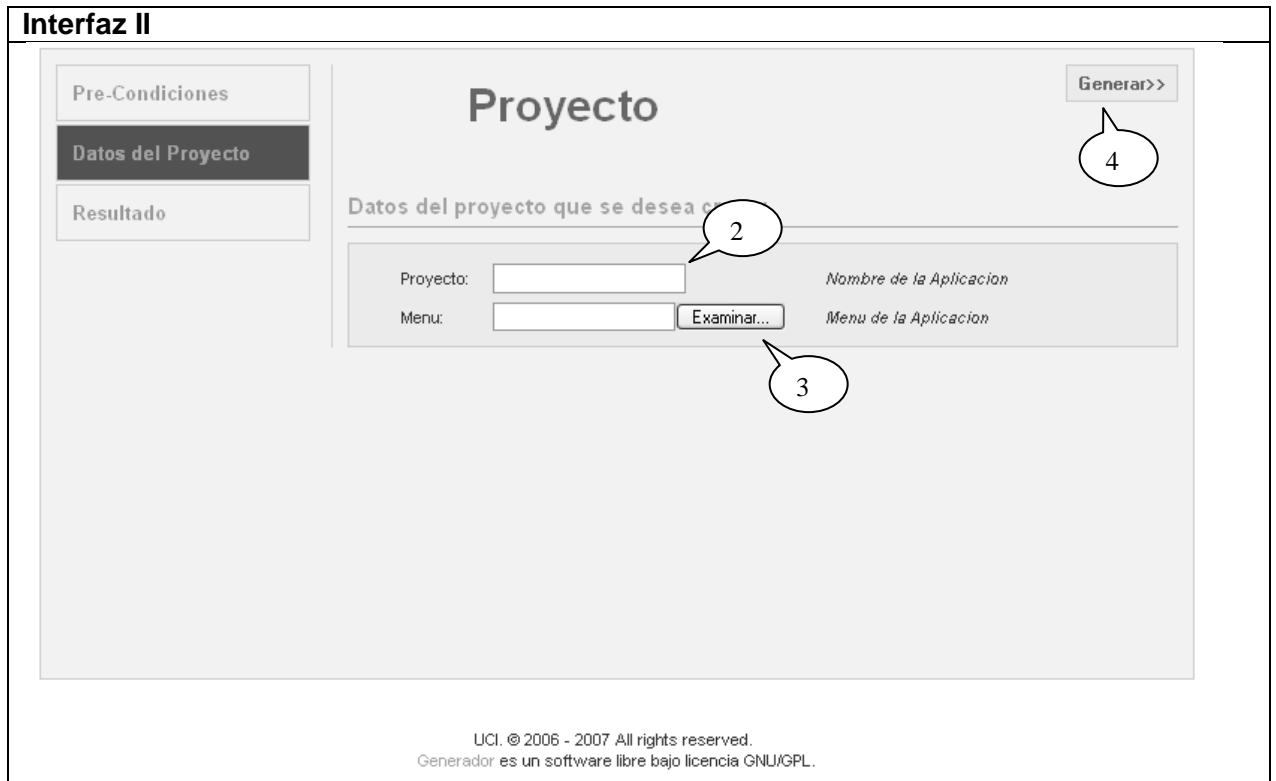 Interfaz II
Pre-Condiciones
Datos del Proyecto
Resultado
Proyecto
Generar>>
4
Datos del proyecto que se desea
2
Proyecto:
Nombre de la Aplicacion
Menu:
Examinar...
Menu de la Aplicacion
3
UCI. © 2006 - 2007 All rights reserved.
Generador es un software libre bajo licencia GNU/GPL.